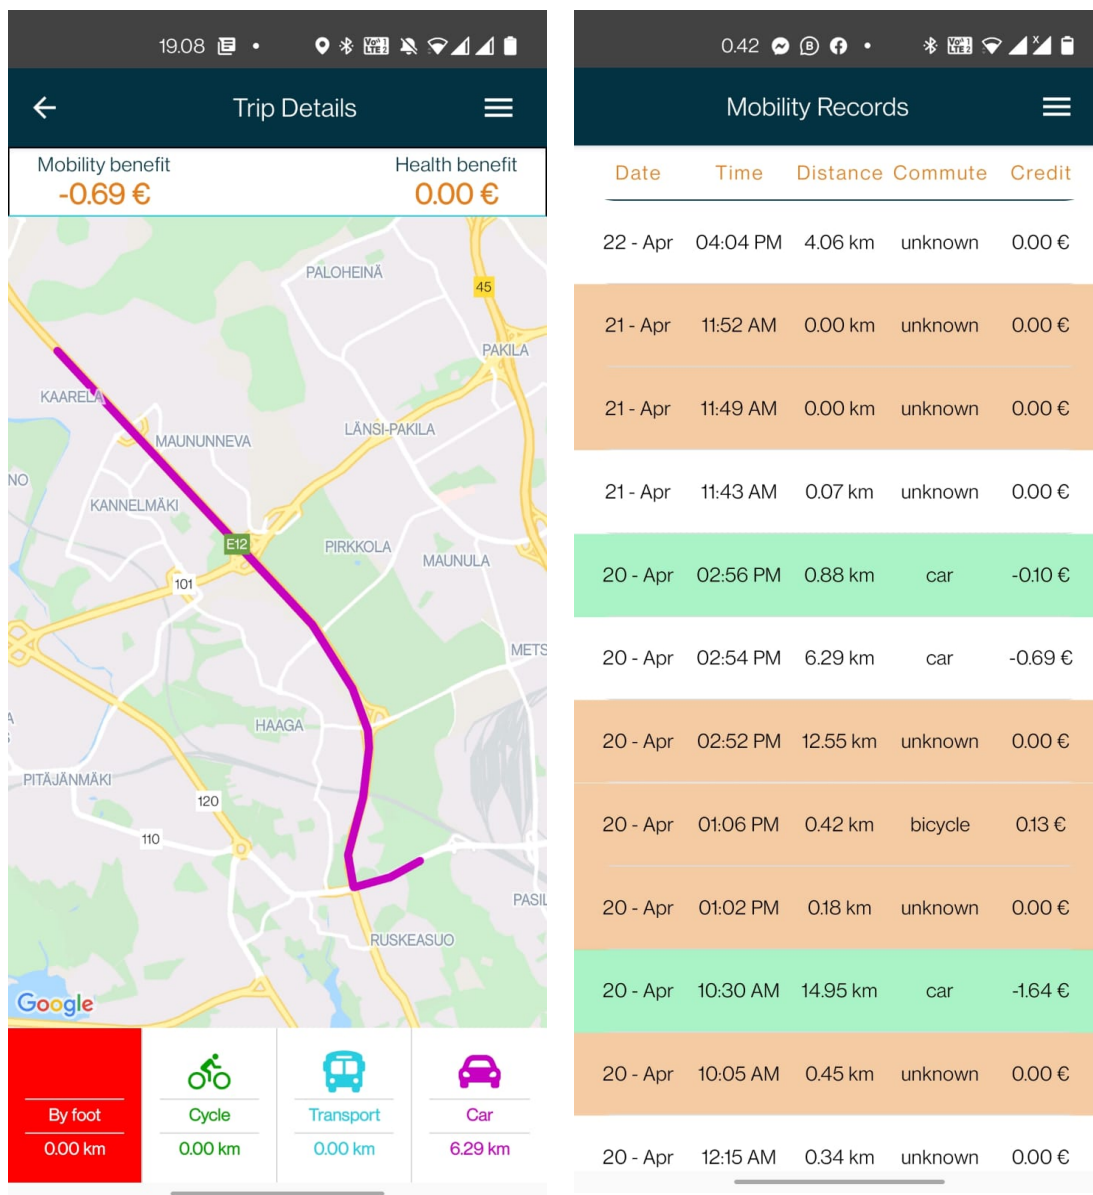 19.08
Vo 1
LTE 2
Trip Details
Mobility benefit
-0.69 €
Health benefit
0.00 €
PALOHEINÄ
45
PAKILA
KAARELA
LÄNSI-PAKILA
MAUNUNNEVA
NO
KANNELMÄKI
E12
PIRKKOLA
MAUNULA
101
METS
HAAGA
PITÄJÄNMÄKI
120
110
PASIL
RUSKEASUO
Google
By foot
0.00 km
Cycle
0.00 km
Transport
0.00 km
Car
6.29 km
0.42
B
Vo 1
LTE 2
x
Mobility Records
Date Time Distance Commute Credit
22 - Apr 04:04 PM 4.06 km unknown 0.00 €
21 - Apr 11:52 AM 0.00 km unknown 0.00 €
21 - Apr 11:49 AM 0.00 km unknown 0.00 €
21 - Apr 11:43 AM 0.07 km unknown 0.00 €
20 - Apr 02:56 PM 0.88 km car -0.10 €
20 - Apr 02:54 PM 6.29 km car -0.69 €
20 - Apr 02:52 PM 12.55 km unknown 0.00 €
20 - Apr 01:06 PM 0.42 km bicycle 0.13 €
20 - Apr 01:02 PM 0.18 km unknown 0.00 €
20 - Apr 10:30 AM 14.95 km car -1.64 €
20 - Apr 10:05 AM 0.45 km unknown 0.00 €
20 - Apr 12:15 AM 0.34 km unknown 0.00 €